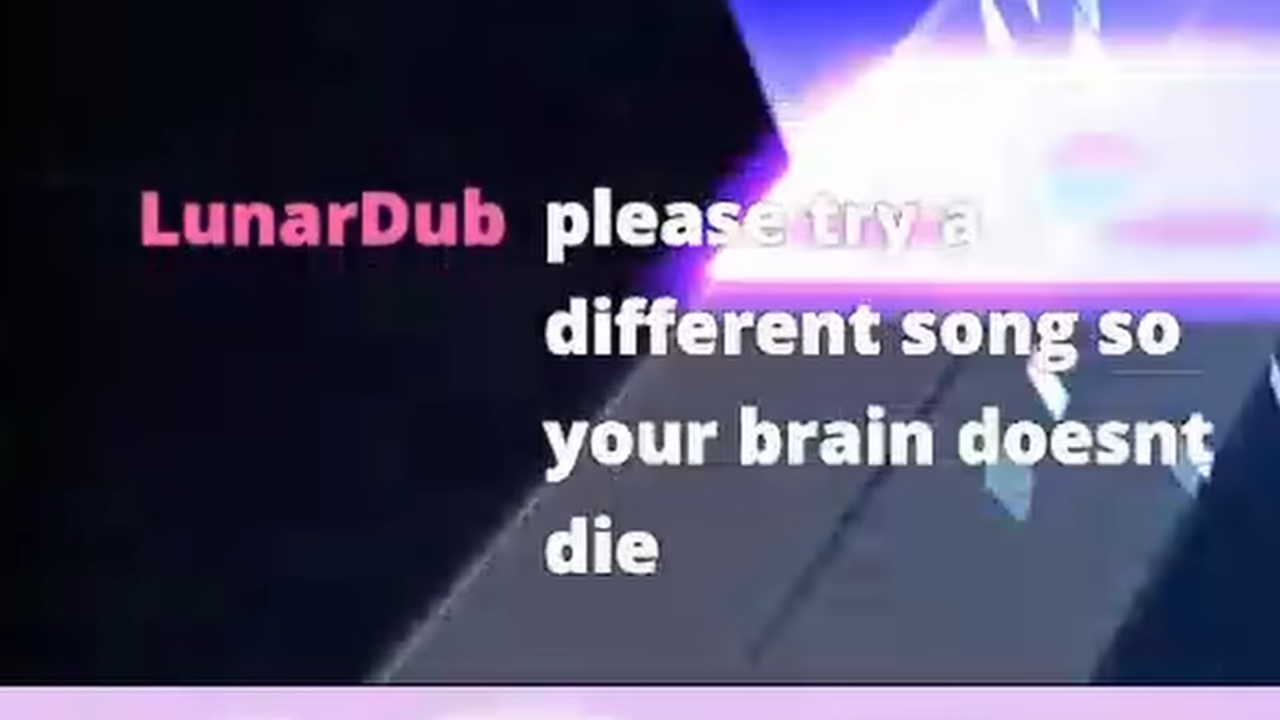 LunarDub please try a
different song so
your brain doesnt
die